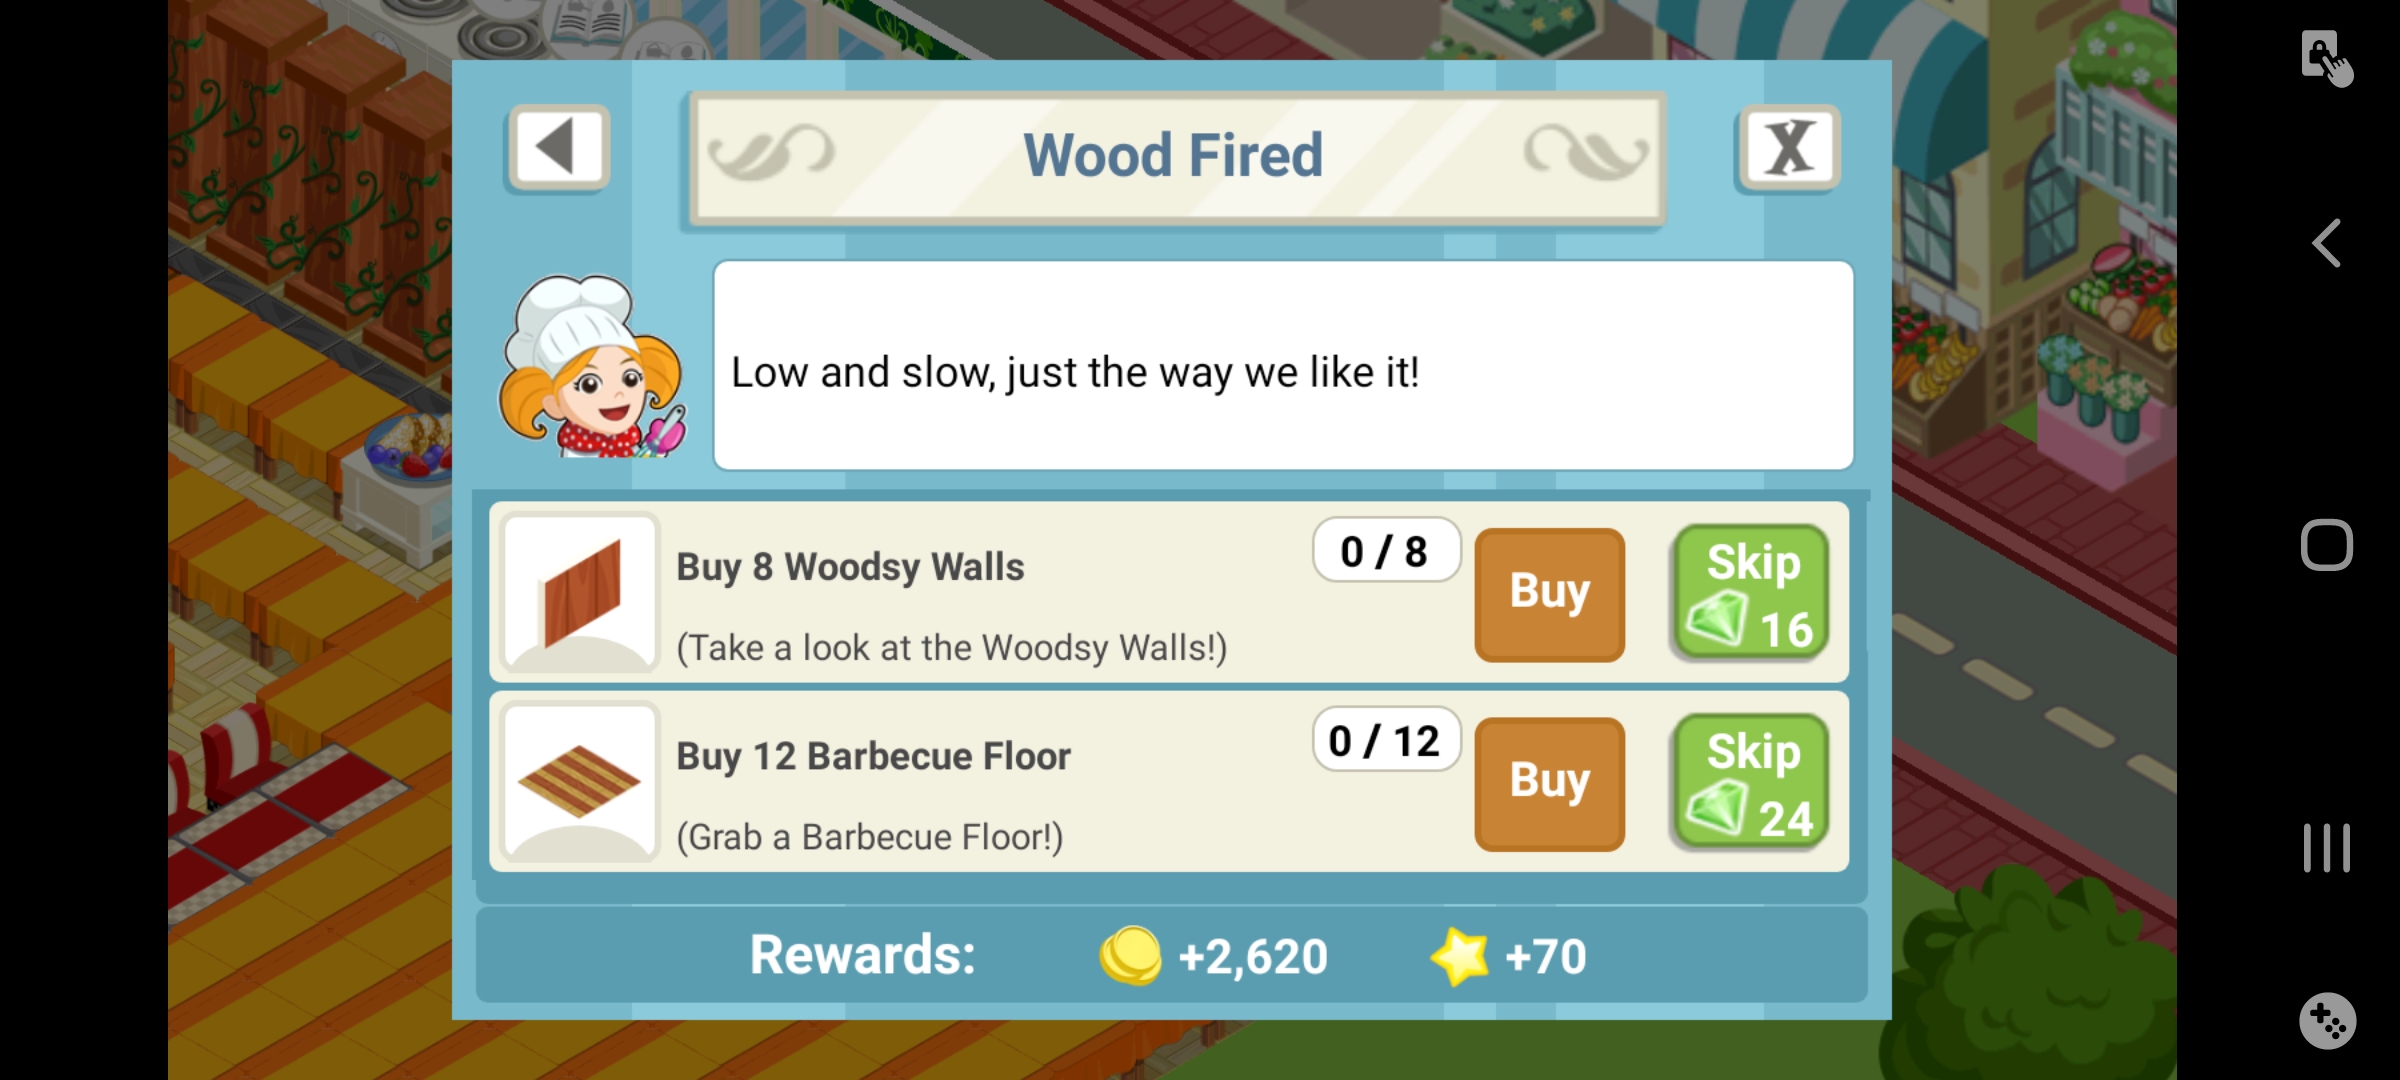 Wood Fired
X
Low and slow, just the way we like it!
Buy 8 Woodsy Walls
0 / 8
Buy
Skip
16
(Take a look at the Woodsy Walls!)
Buy 12 Barbecue Floor
0 / 12
Buy
Skip
24
(Grab a Barbecue Floor!)
Rewards: +2,620 +70